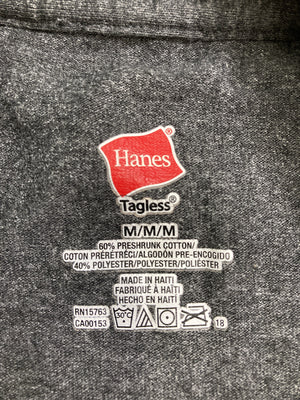 Hanes®
Tagless®
M/M/M
60% PRESHRUNK COTTON/
COTON PRÉRÉTRÉCI/ALGODÓN PRE-ENCOGIDO
40% POLYESTER/POLYESTER/POLIÉSTER
MADE IN HAITI
FABRIQUÉ À HAÏTI
HECHO EN HAITÍ
RN15763
CA00153
30°C
18